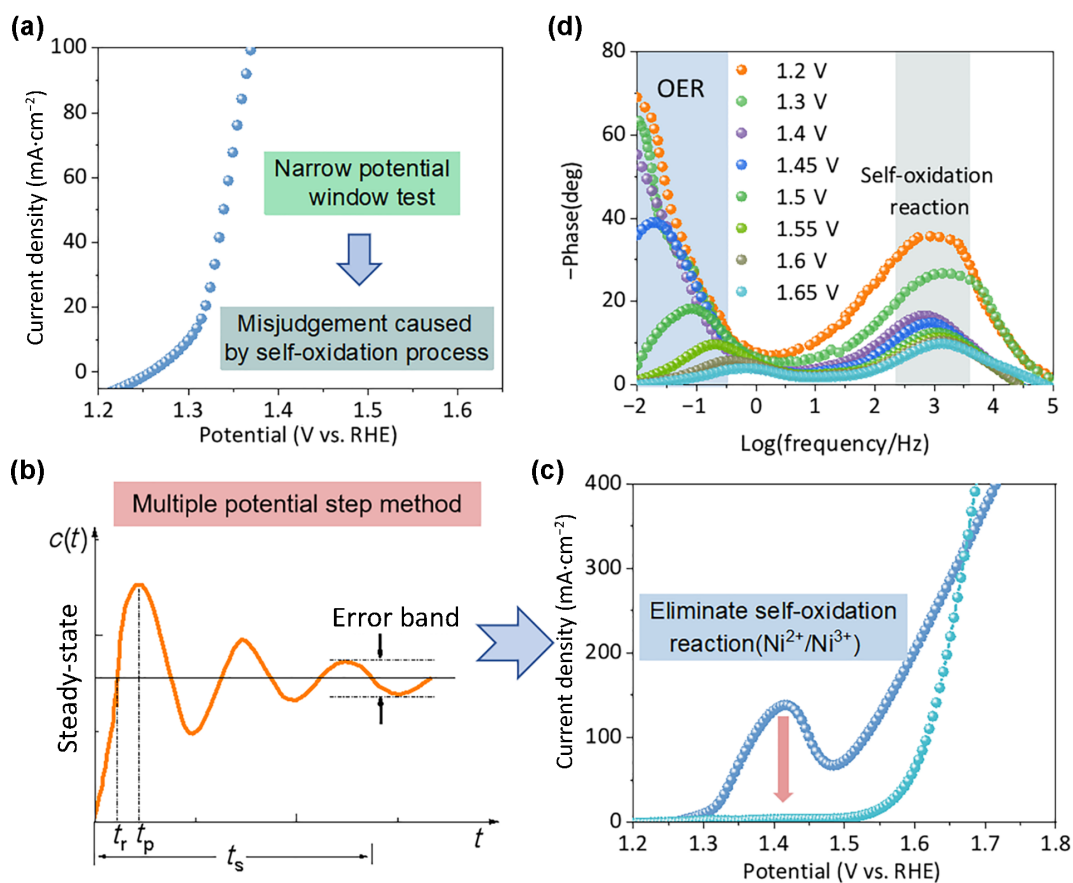 (a)
100
80
60
40
20
0
Current density (mA·cm⁻²)
Narrow potential
window test
Misjudgement caused
by self-oxidation process
1.2 1.3 1.4 1.5 1.6
Potential (V vs. RHE)
(d)
80
60
40
20
0
−Phase(deg)
OER
1.2 V
1.3 V
1.4 V
1.45 V
1.5 V
1.55 V
1.6 V
1.65 V
Self-oxidation
reaction
−2 −1 0 1 2 3 4 5
Log(frequency/Hz)
(b)
Multiple potential step method
c(t)
Steady-state
Error band
tr tp
ts
t
(c)
400
300
200
100
0
Current density (mA·cm⁻²)
Eliminate self-oxidation
reaction(Ni²⁺/Ni³⁺)
1.2 1.3 1.4 1.5 1.6 1.7 1.8
Potential (V vs. RHE)